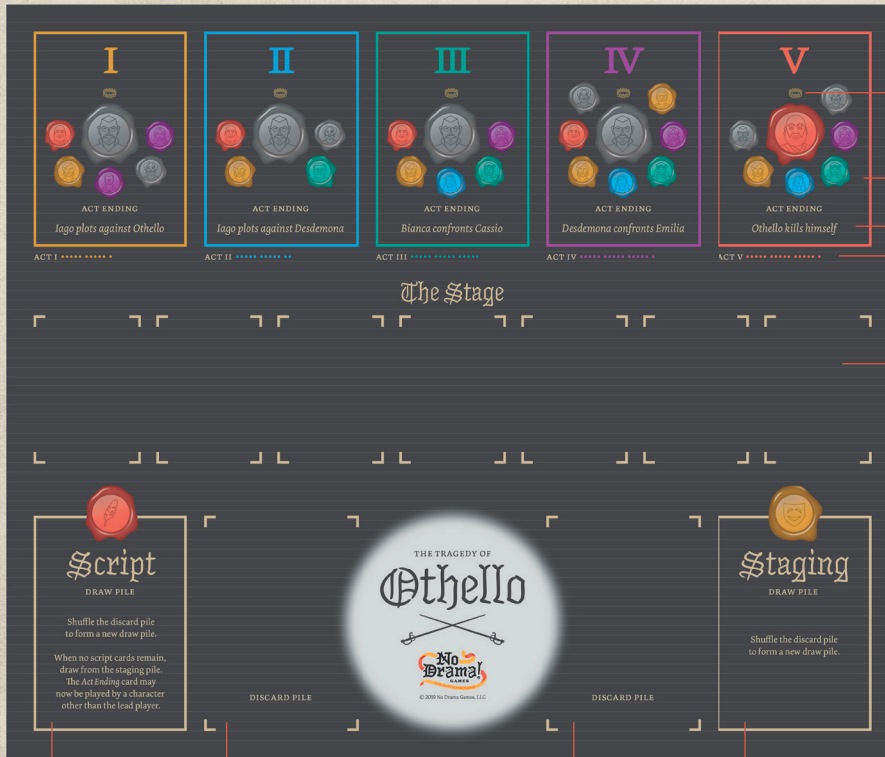 I
II
III
IV
V
ACT ENDING
Iago plots against Othello
ACT ENDING
Iago plots against Desdemona
ACT ENDING
Bianca confronts Cassio
ACT ENDING
Desdemona confronts Emilia
ACT ENDING
Othello kills himself
ACT I
ACT II
ACT III
ACT IV
ACT V
The Stage
Script
DRAW PILE
Shuffle the discard pile
to form a new draw pile.
When no script cards remain,
draw from the staging pile.
The Act Ending card may
now be played by a character
other than the lead player.
DISCARD PILE
THE TRAGEDY OF
Othello
No
Drama!
GAMES
© 2019 No Drama Games, LLC
DISCARD PILE
Staging
DRAW PILE
Shuffle the discard pile
to form a new draw pile.